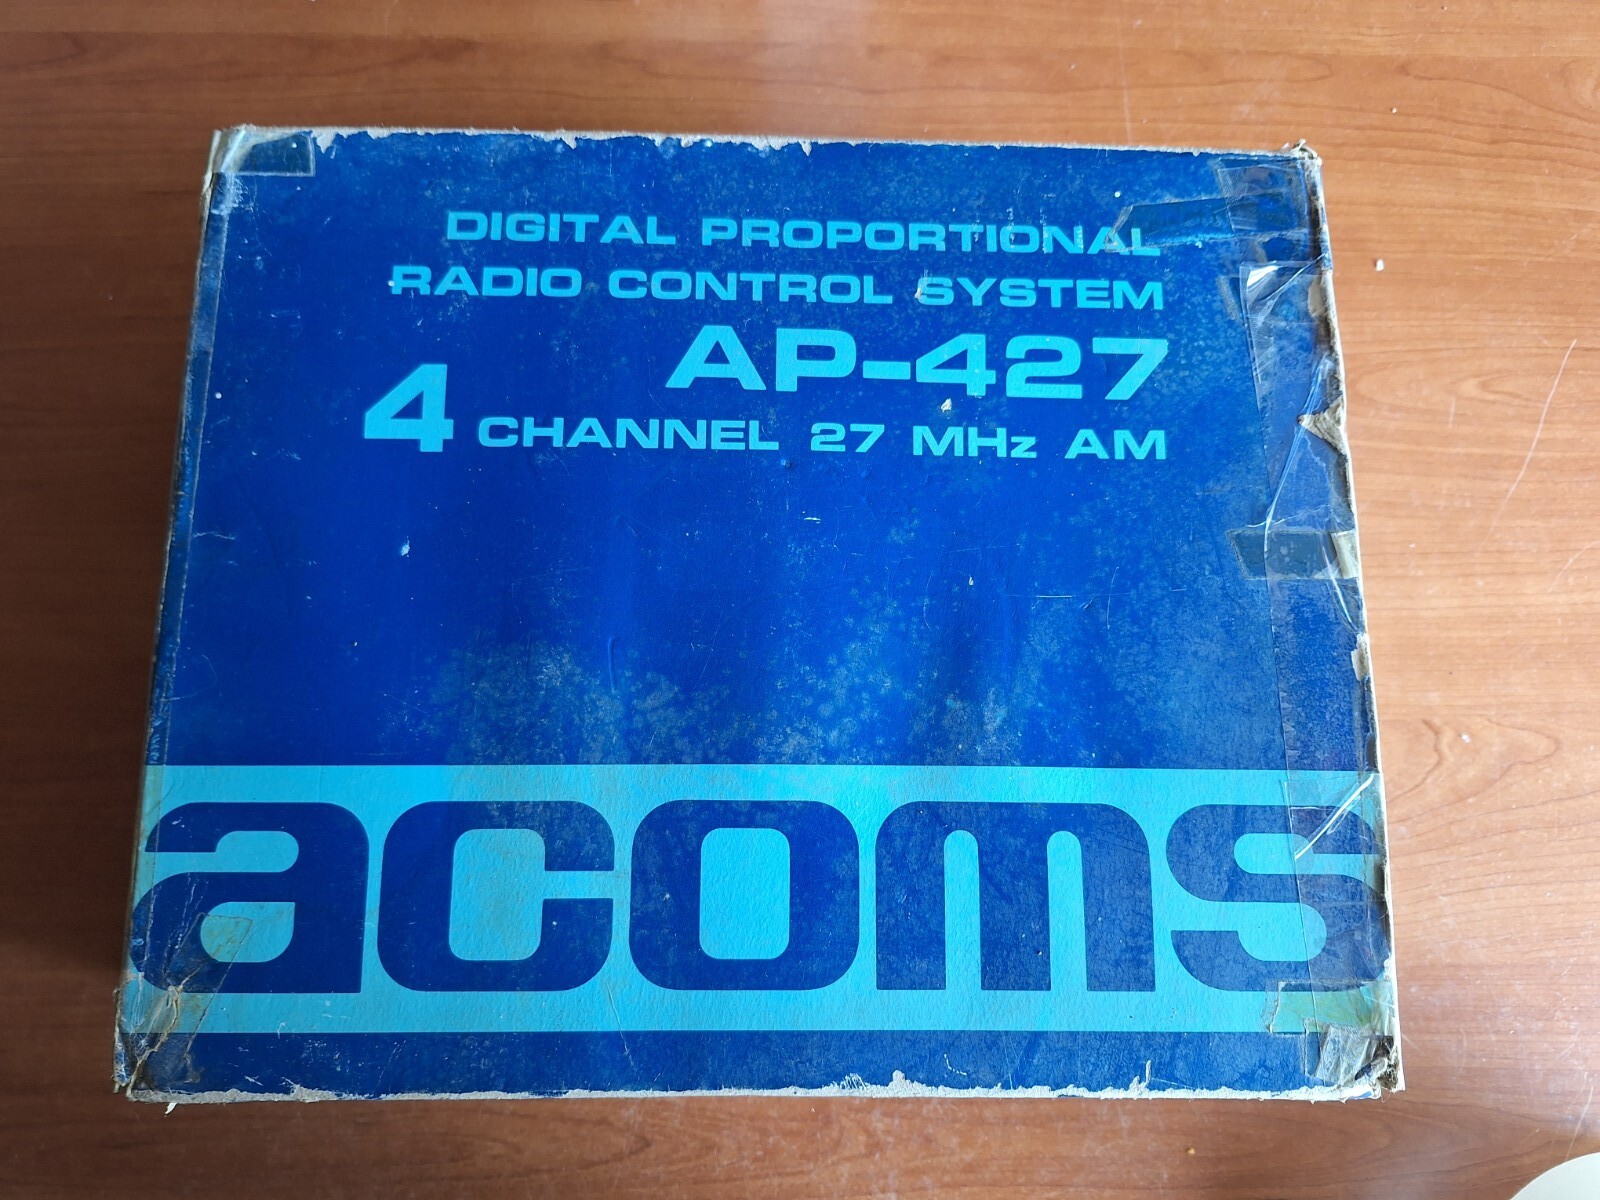 DIGITAL PROPORTIONAL
RADIO CONTROL SYSTEM
AP-427
4 CHANNEL 27 MHz AM
acoms